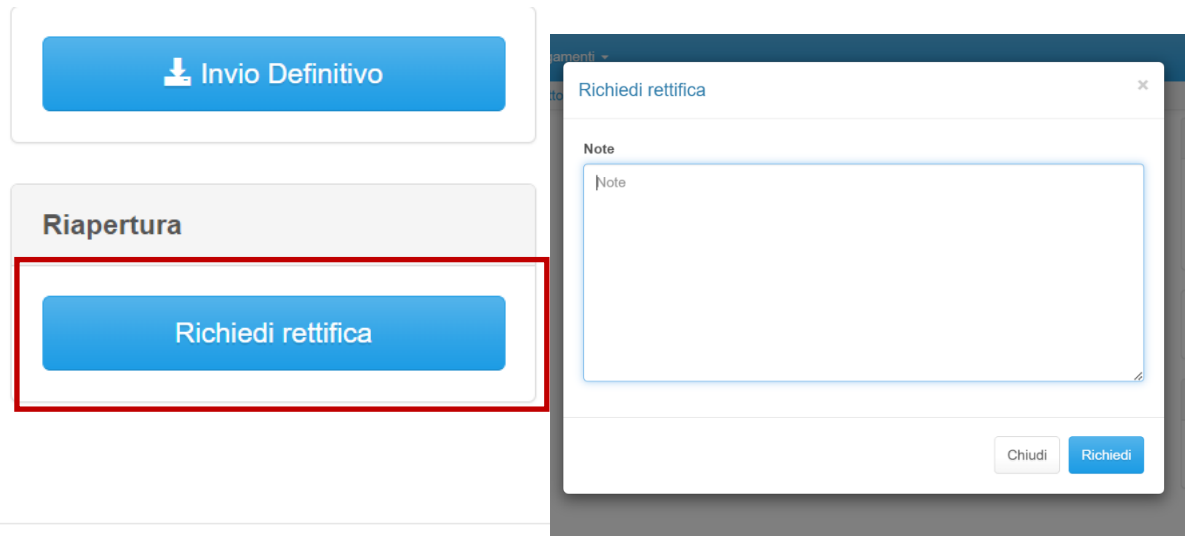 Invio Definitivo
Riapertura
Richiedi rettifica
Richiedi rettifica
×
Note
Note
Chiudi
Richiedi